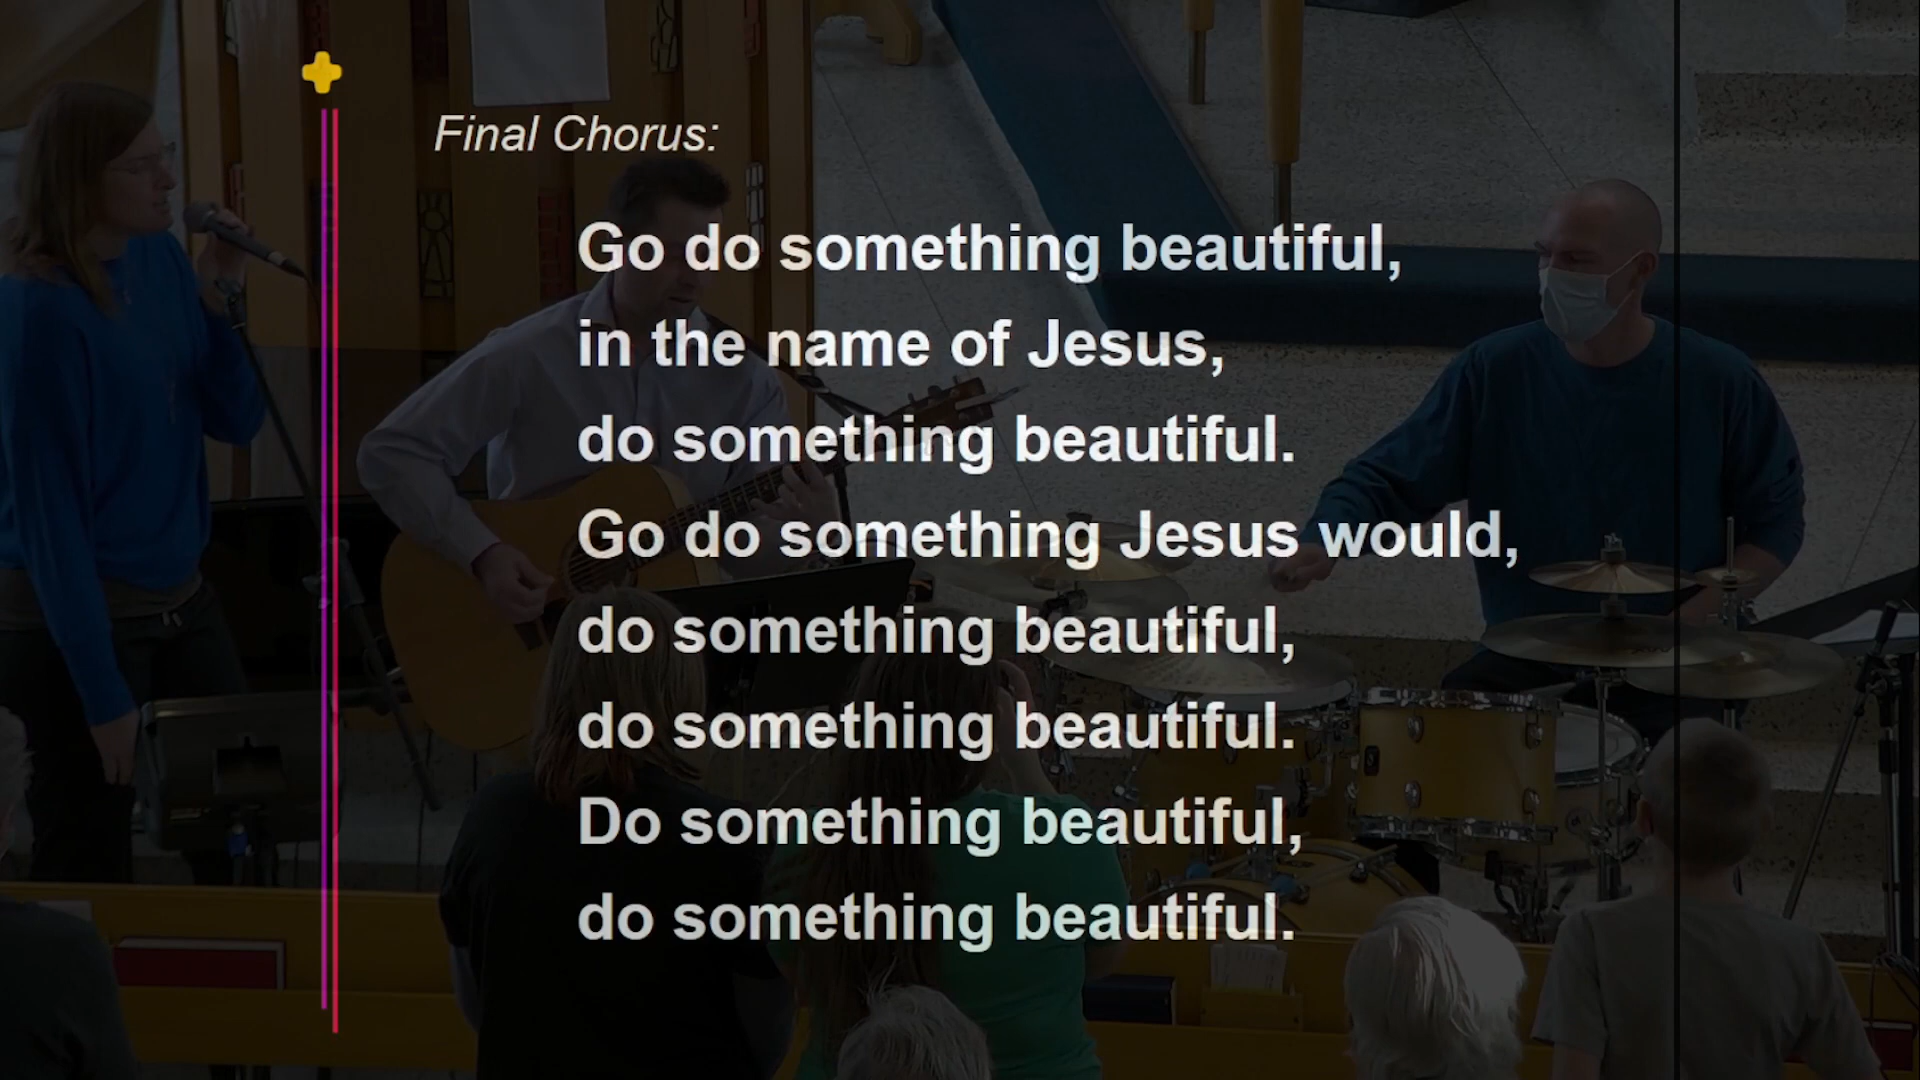 Final Chorus:
Go do something beautiful,
in the name of Jesus,
do something beautiful.
Go do something Jesus would,
do something beautiful,
do something beautiful.
Do something beautiful,
do something beautiful.